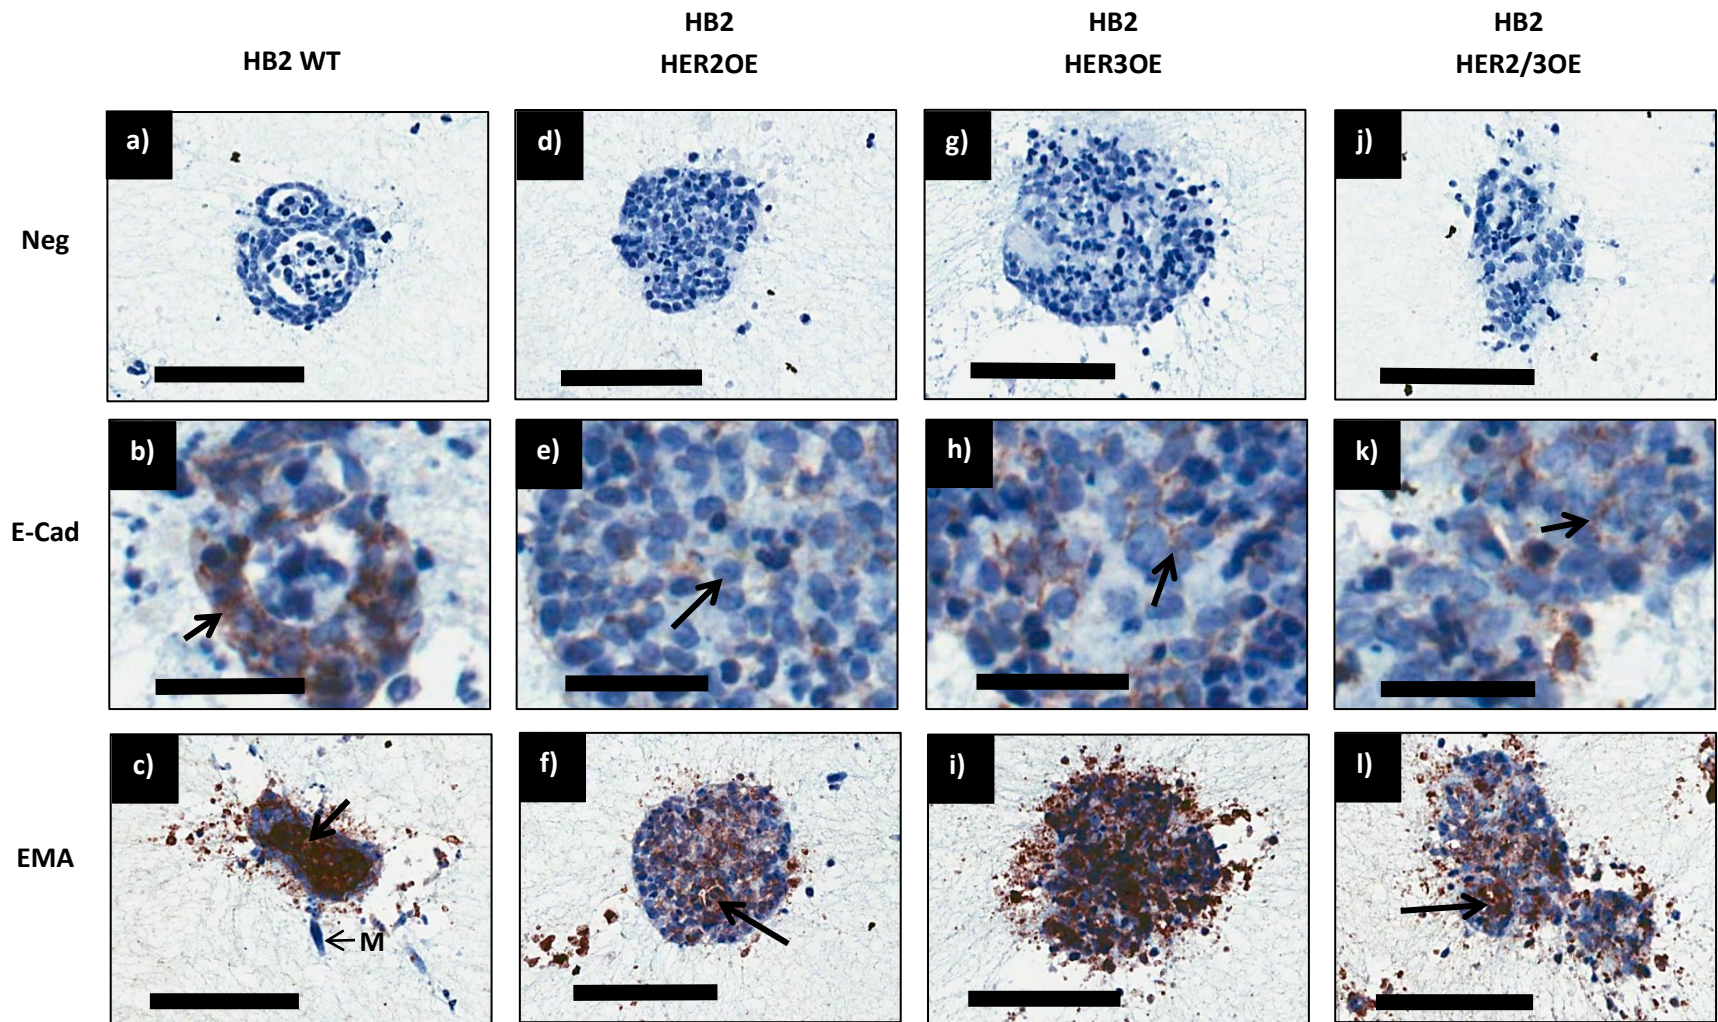 HB2 WT
HB2
HER2OE
HB2
HER3OE
HB2
HER2/3OE
Neg
a)
d)
g)
j)
E-Cad
b)
e)
h)
k)
EMA
c)
f)
i)
l)
M